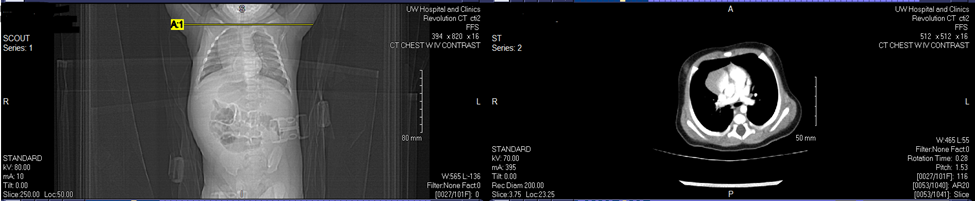 UW Hospital and Clinics
Revolution CT cti2
FFS
394 x 820 x 16
CT CHEST W IV CONTRAST
S
A:1
SCOUT
Series: 1
R
L
80 mm
STANDARD
kV: 80.00
mA: 10
Tilt: 0.00
Slice:250.00 Loc:50.00
W:565 L:-136
Filter:None Fact:0
[0027/101F]: 0
A
UW Hospital and Clinics
Revolution CT cti2
FFS
512 x 512 x 16
CT CHEST W IV CONTRAST
ST
Series: 2
R
L
50 mm
STANDARD
kV: 70.00
mA: 395
Tilt: 0.00
Rec Diam:200.00
Slice:3.75 Loc:23.25
P
W:465 L:55
Filter:None Fact:0
Rotation Time: 0.28
Pitch: 1.53
[0027/101F]: 116
[0053/1040]: AR20
[0053/1041]: Slice